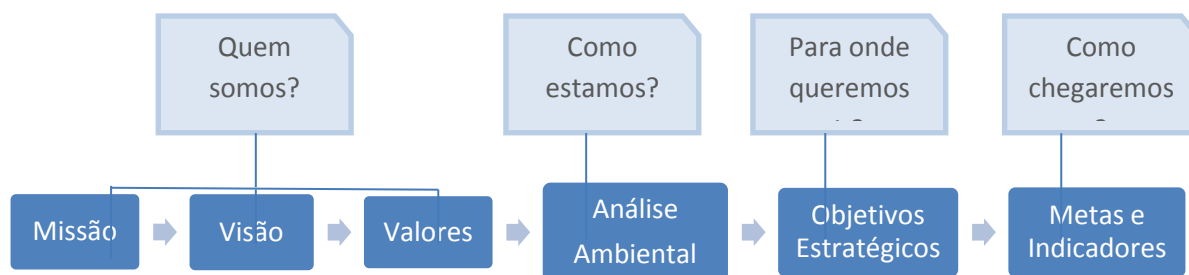 Quem
somos?
Como
estamos?
Para onde
queremos
Como
chegaremos
Missão
Visão
Valores
Análise
Ambiental
Objetivos
Estratégicos
Metas e
Indicadores